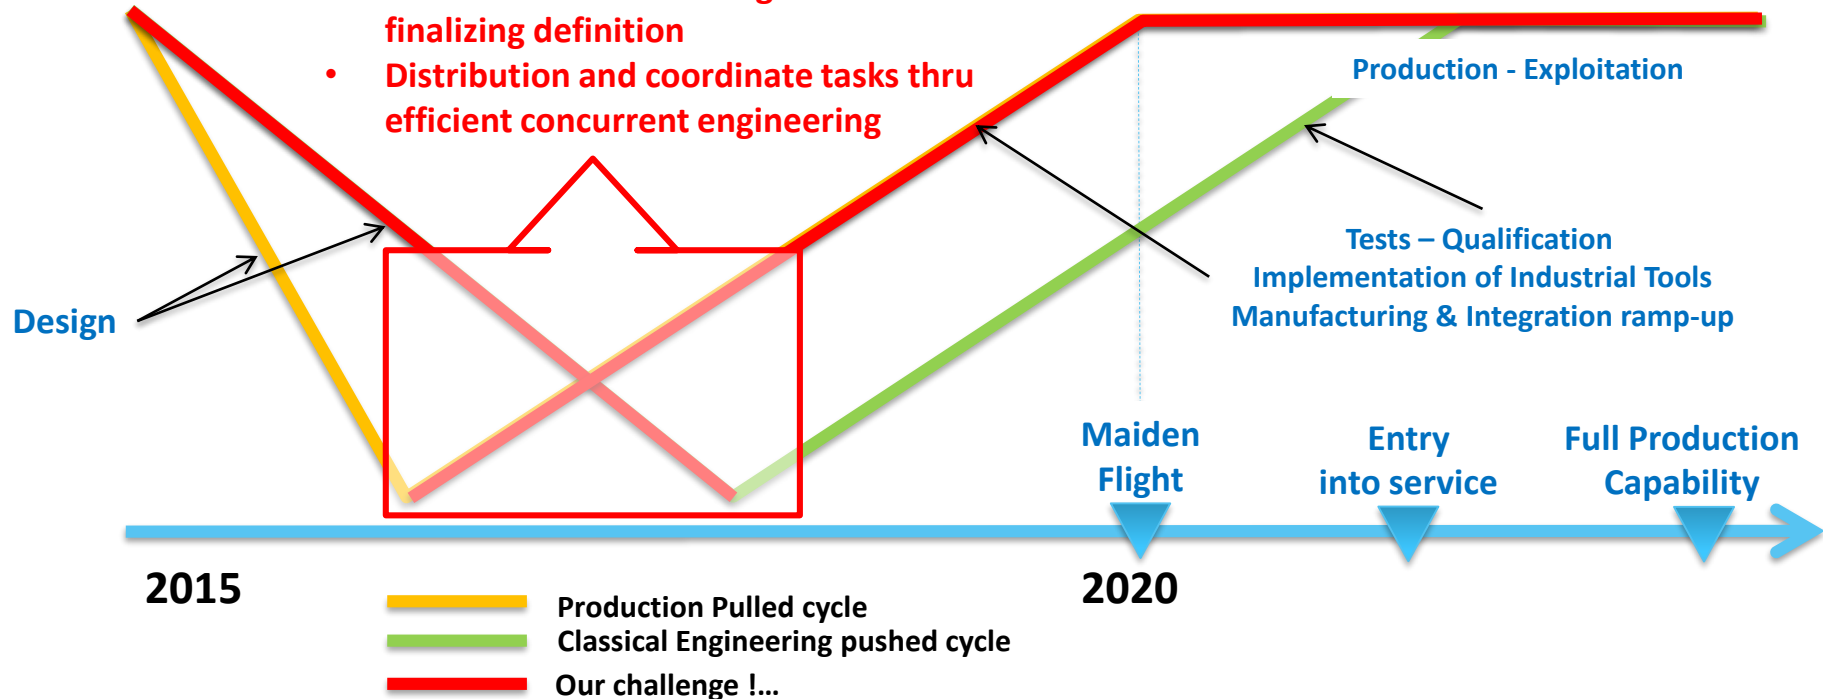 finalizing definition
• Distribution and coordinate tasks thru
efficient concurrent engineering
Production - Exploitation
Tests – Qualification
Implementation of Industrial Tools
Manufacturing & Integration ramp-up
Design
Maiden
Flight
Entry
into service
Full Production
Capability
2015
2020
Production Pulled cycle
Classical Engineering pushed cycle
Our challenge !...